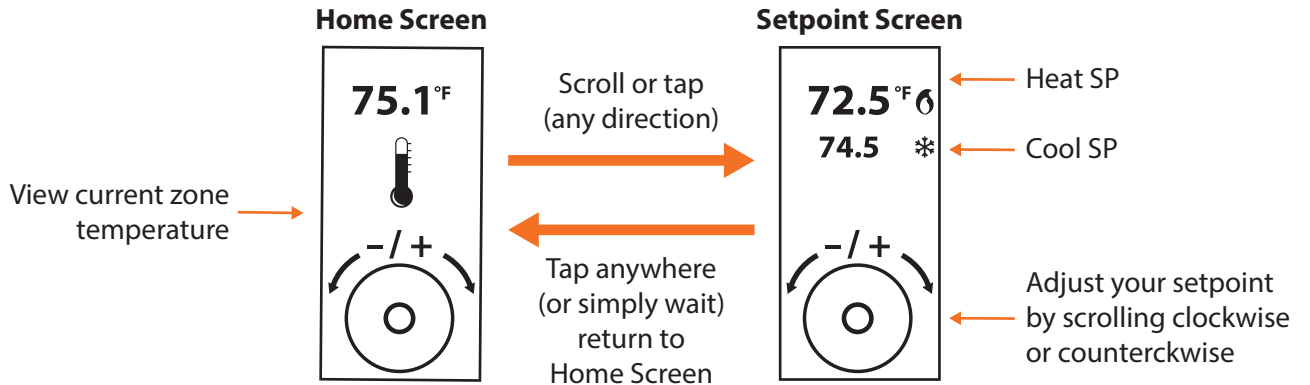 Home Screen
75.1°F
– / +
View current zone
temperature
Scroll or tap
(any direction)
Tap anywhere
(or simply wait)
return to
Home Screen
Setpoint Screen
72.5°F
74.5
– / +
Heat SP
Cool SP
Adjust your setpoint
by scrolling clockwise
or counterckwise